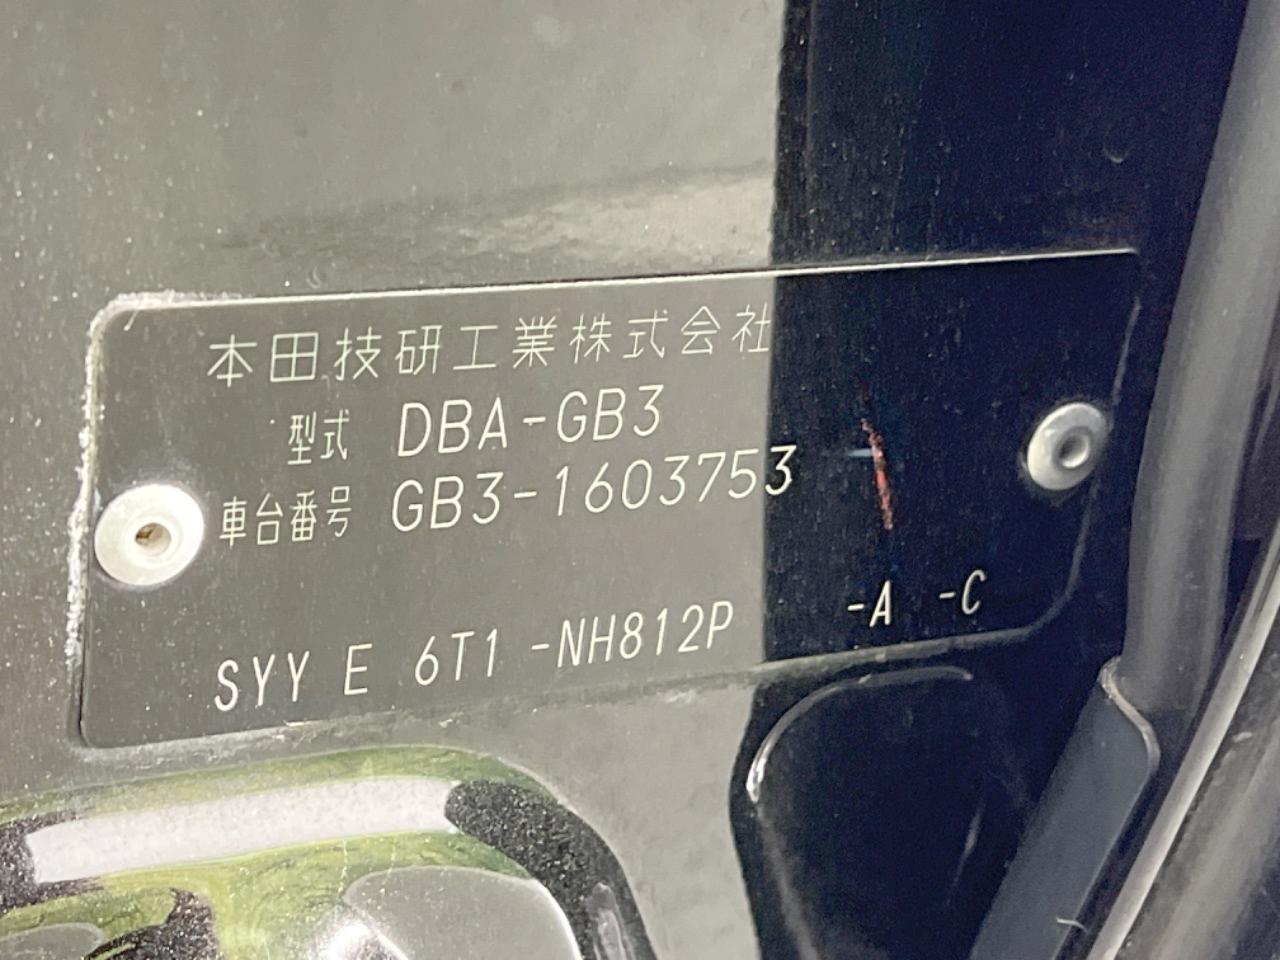 本田技研工業株式会社
型式 DBA-GB3
車台番号 GB3-1603753
SYY E 6T1 -NH812P -A -C